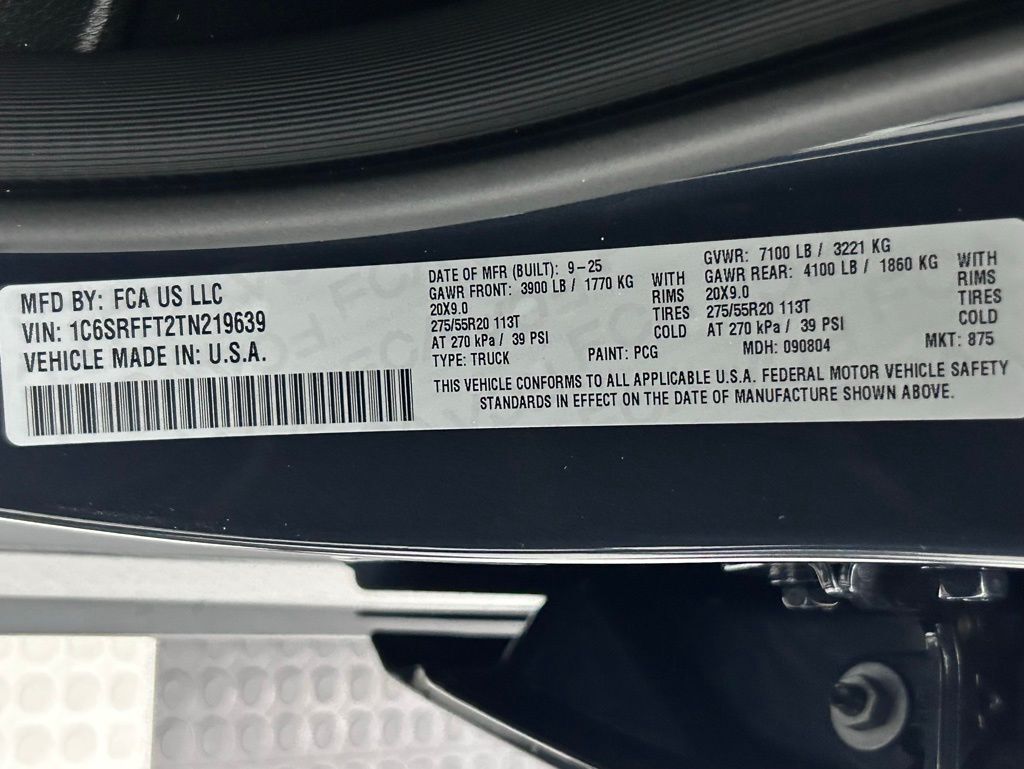 MFD BY: FCA US LLC
VIN: 1C6SRFFT2TN219639
VEHICLE MADE IN: U.S.A.
DATE OF MFR (BUILT): 9-25
GAWR FRONT: 3900 LB / 1770 KG WITH
20X9.0 RIMS
275/55R20 113T TIRES
AT 270 kPa / 39 PSI COLD
TYPE: TRUCK PAINT: PCG
GVWR: 7100 LB / 3221 KG
GAWR REAR: 4100 LB / 1860 KG WITH
20X9.0 RIMS
275/55R20 113T TIRES
AT 270 kPa / 39 PSI COLD
MDH: 090804 MKT: 875
THIS VEHICLE CONFORMS TO ALL APPLICABLE U.S.A. FEDERAL MOTOR VEHICLE SAFETY
STANDARDS IN EFFECT ON THE DATE OF MANUFACTURE SHOWN ABOVE.